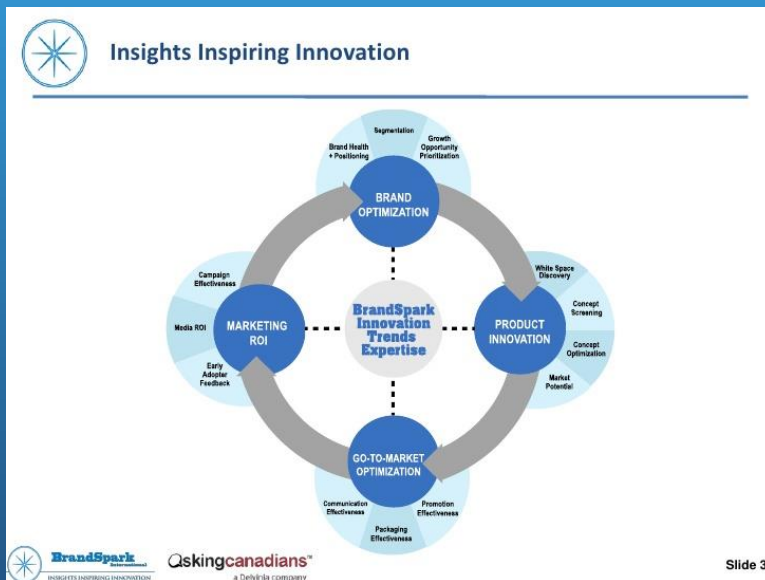 Insights Inspiring Innovation
Segmentation
Brand Health
+ Positioning
Growth
Opportunity
Prioritization
BRAND
OPTIMIZATION
White Space
Discovery
Concept
Screening
Concept
Optimization
Market
Potential
PRODUCT
INNOVATION
BrandSpark
Innovation
Trends
Expertise
Campaign
Effectiveness
Media ROI
Early
Adopter
Feedback
MARKETING
ROI
GO-TO-MARKET
OPTIMIZATION
Communication
Effectiveness
Packaging
Effectiveness
Promotion
Effectiveness
BrandSpark
International
INSIGHTS INSPIRING INNOVATION
askingcanadians™
a Delvinia company
Slide 3